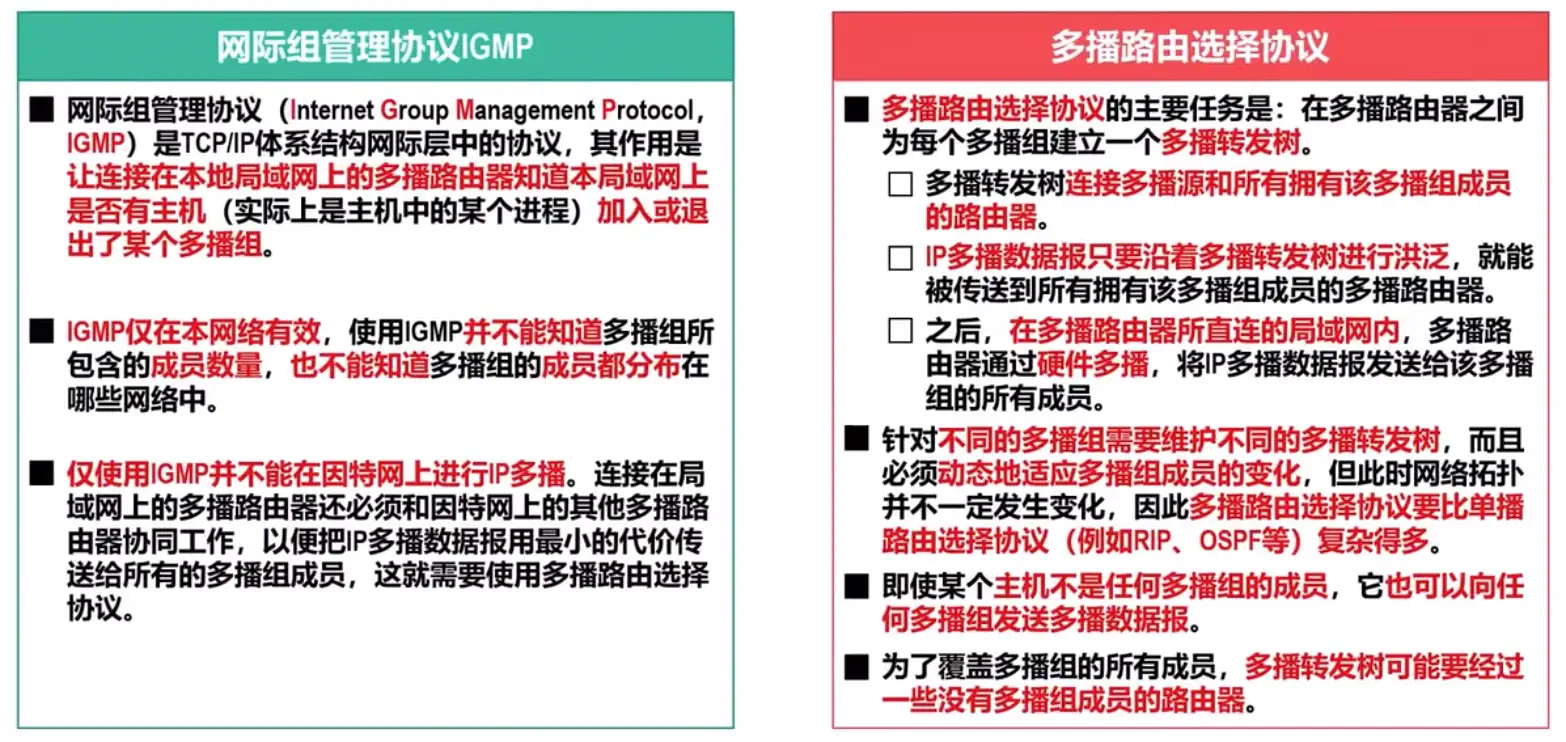 网际组管理协议IGMP
网际组管理协议（Internet Group Management Protocol，
IGMP）是TCP/IP体系结构网际层中的协议，其作用是
让连接在本地局域网上的多播路由器知道本局域网上
是否有主机（实际上是主机中的某个进程）加入或退
出了某个多播组。
IGMP仅在本网络有效，使用IGMP并不能知道多播组所
包含的成员数量，也不能知道多播组的成员都分布在
哪些网络中。
仅使用IGMP并不能在因特网上进行IP多播。连接在局
域网上的多播路由器还必须和因特网上的其他多播路
由器协同工作，以便把IP多播数据报用最小的代价传
送给所有的多播组成员，这就需要使用多播路由选择
协议。
多播路由选择协议
多播路由选择协议的主要任务是：在多播路由器之间
为每个多播组建立一个多播转发树。
多播转发树连接多播源和所有拥有该多播组成员
的路由器。
IP多播数据报只要沿着多播转发树进行洪泛，就能
被传送到所有拥有该多播组成员的多播路由器。
之后，在多播路由器所直连的局域网内，多播路
由器通过硬件多播，将IP多播数据报发送给该多播
组的所有成员。
针对不同的多播组需要维护不同的多播转发树，而且
必须动态地适应多播组成员的变化，但此时网络拓扑
并不一定发生变化，因此多播路由选择协议要比单播
路由选择协议（例如RIP、OSPF等）复杂得多。
即使某个主机不是任何多播组的成员，它也可以向任
何多播组发送多播数据报。
为了覆盖多播组的所有成员，多播转发树可能要经过
一些没有多播组成员的路由器。